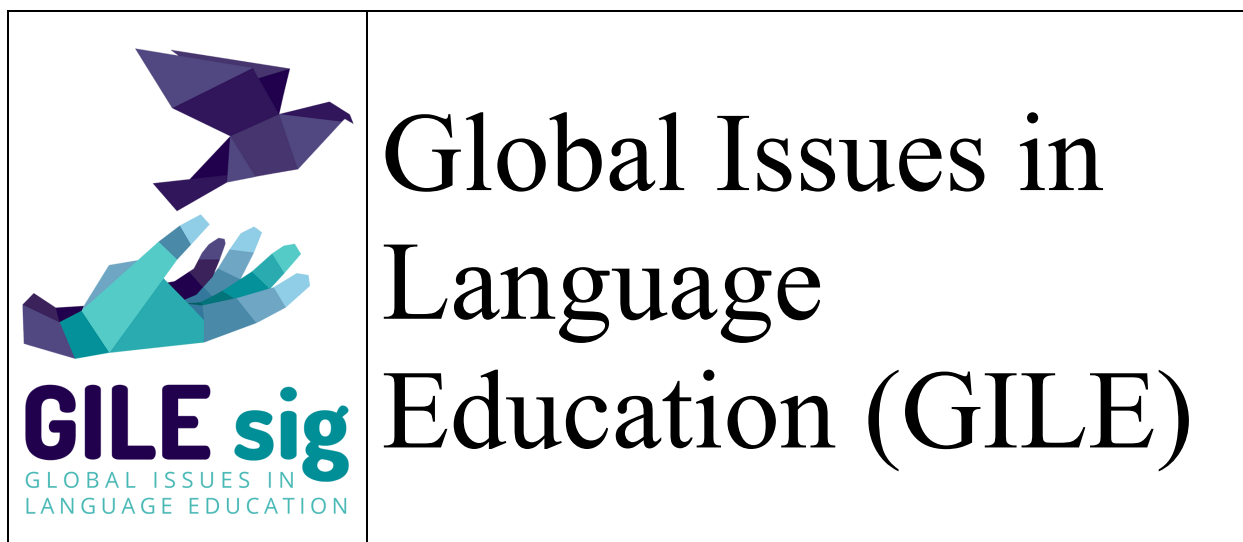 GILE sig
GLOBAL ISSUES IN
LANGUAGE EDUCATION
Global Issues in
Language
Education (GILE)